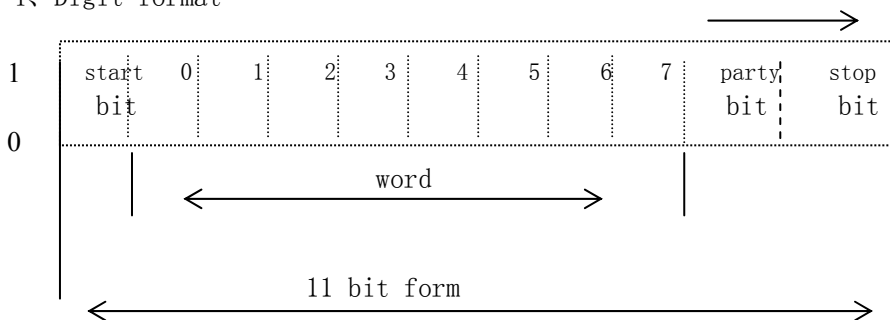 1、Digit format
1 start 0 1 2 3 4 5 6 7 party stop
bit bit bit
0
word
11 bit form